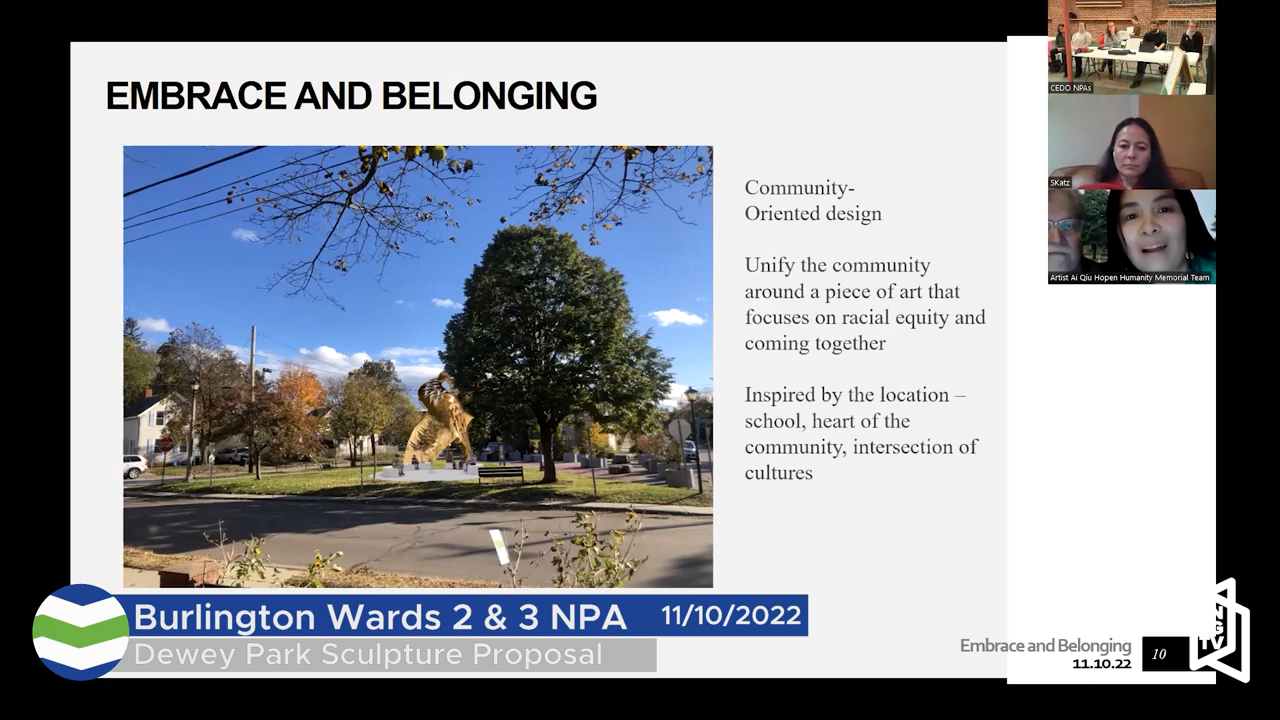 EMBRACE AND BELONGING
Community-
Oriented design
Unify the community
around a piece of art that
focuses on racial equity and
coming together
Inspired by the location –
school, heart of the
community, intersection of
cultures
CEDO NPAs
SKatz
Artist Ai Qiu Hopen Humanity Memorial Team
Burlington Wards 2 & 3 NPA 11/10/2022
Dewey Park Sculpture Proposal
Embrace and Belonging
11.10.22
10